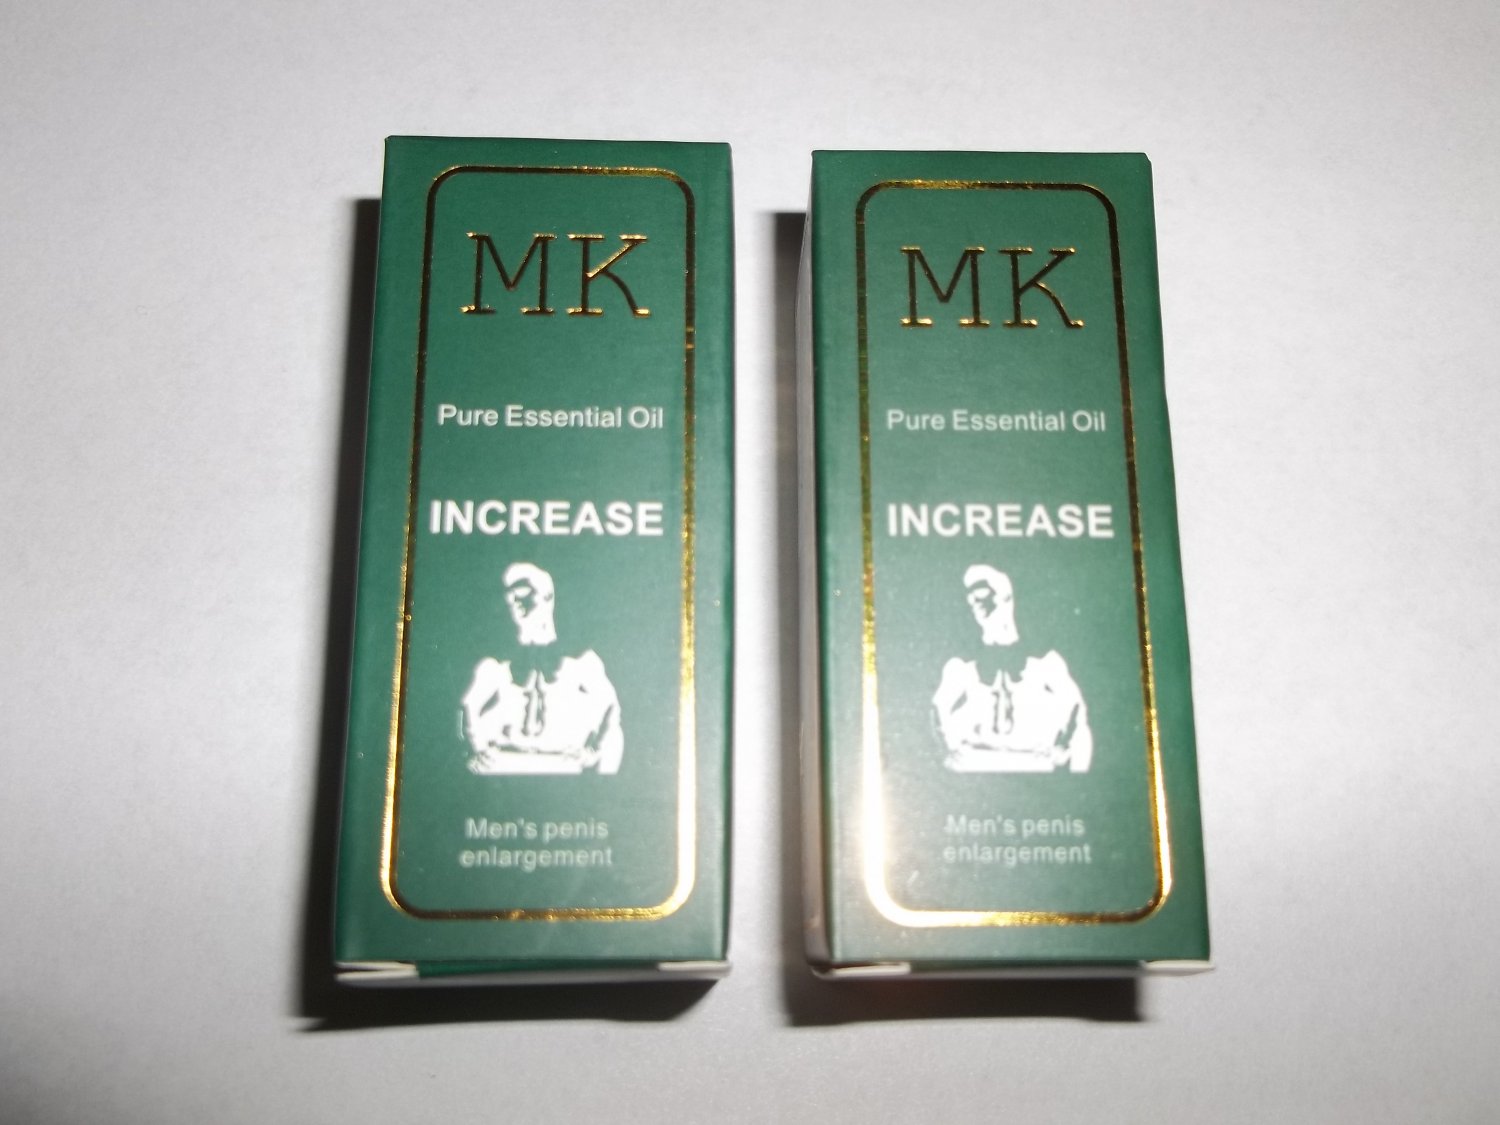 MK
Pure Essential Oil
INCREASE
Men's penis
enlargement
MK
Pure Essential Oil
INCREASE
Men's penis
enlargement